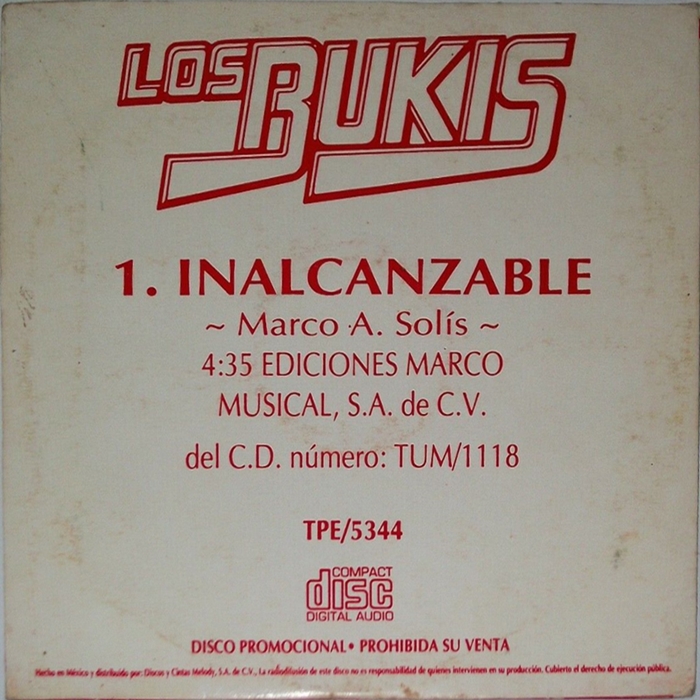 LOS BUKIS
1. INALCANZABLE
~ Marco A. Solís ~
4:35 EDICIONES MARCO
MUSICAL, S.A. de C.V.
del C.D. número: TUM/1118
TPE/5344
COMPACT
disc
DIGITAL AUDIO
DISCO PROMOCIONAL • PROHIBIDA SU VENTA
Hecho en México y distribuido por: Discos y Cintas Melody, S.A. de C.V., La radiodifusión de este disco no es responsabilidad de quienes intervienen en su producción. Cubierto el derecho de ejecución pública.